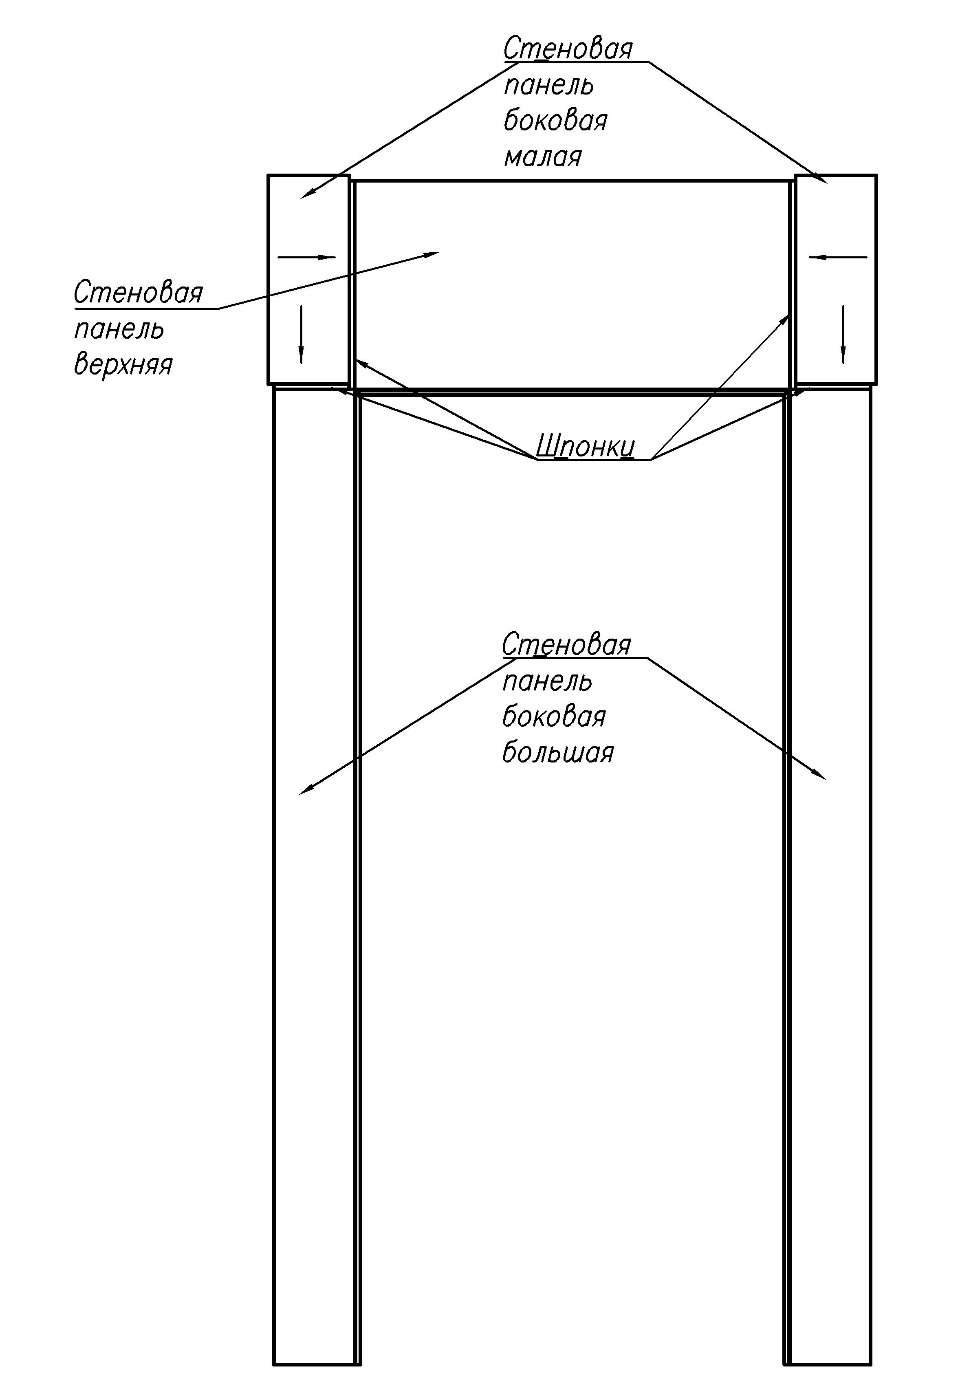 Стеновая
панель
боковая
малая
Стеновая
панель
верхняя
Шпонки
Стеновая
панель
боковая
большая